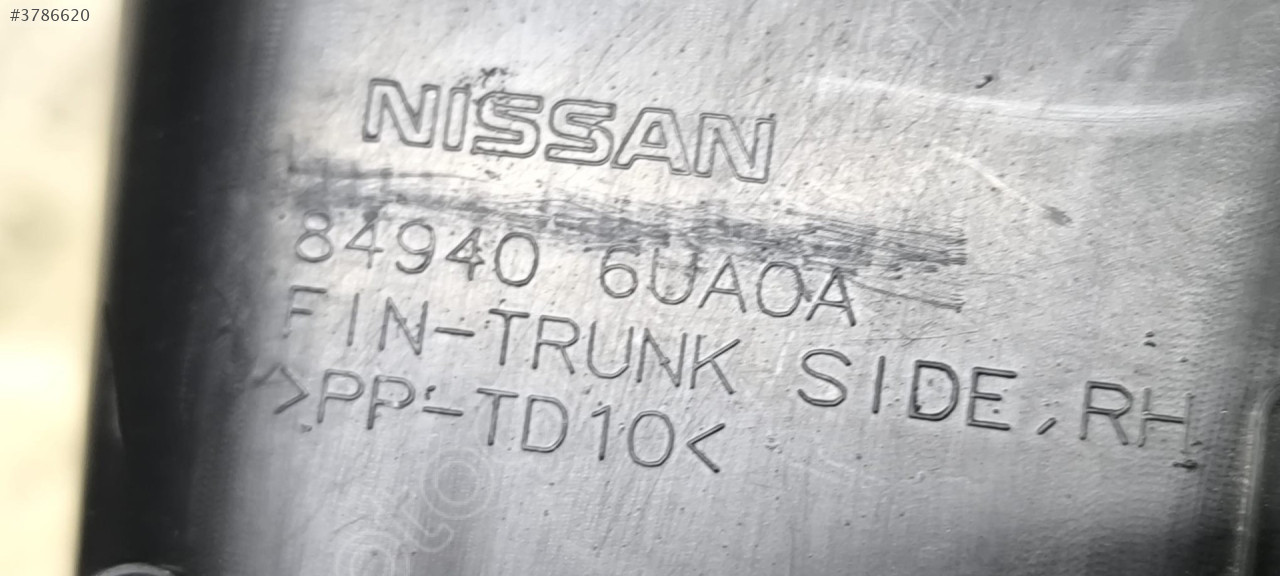 #3786620
NISSAN
84940 6UA0A
FIN-TRUNK SIDE, RH
>PP-TD10<